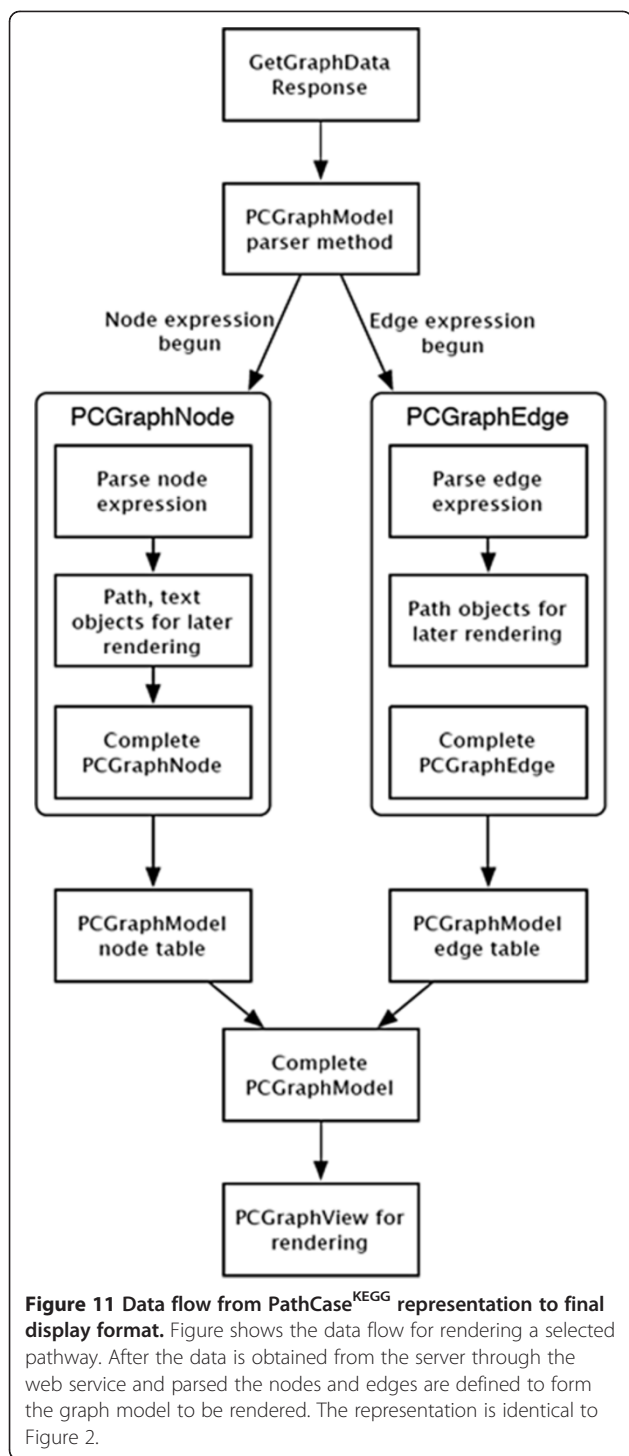 GetGraphData
Response
PCGraphModel
parser method
Node expression
begun
Edge expression
begun
PCGraphNode
Parse node
expression
Path, text
objects for later
rendering
Complete
PCGraphNode
PCGraphEdge
Parse edge
expression
Path objects for
later rendering
Complete
PCGraphEdge
PCGraphModel
node table
PCGraphModel
edge table
Complete
PCGraphModel
PCGraphView for
rendering
Figure 11 Data flow from PathCaseKEGG representation to final
display format. Figure shows the data flow for rendering a selected
pathway. After the data is obtained from the server through the
web service and parsed the nodes and edges are defined to form
the graph model to be rendered. The representation is identical to
Figure 2.